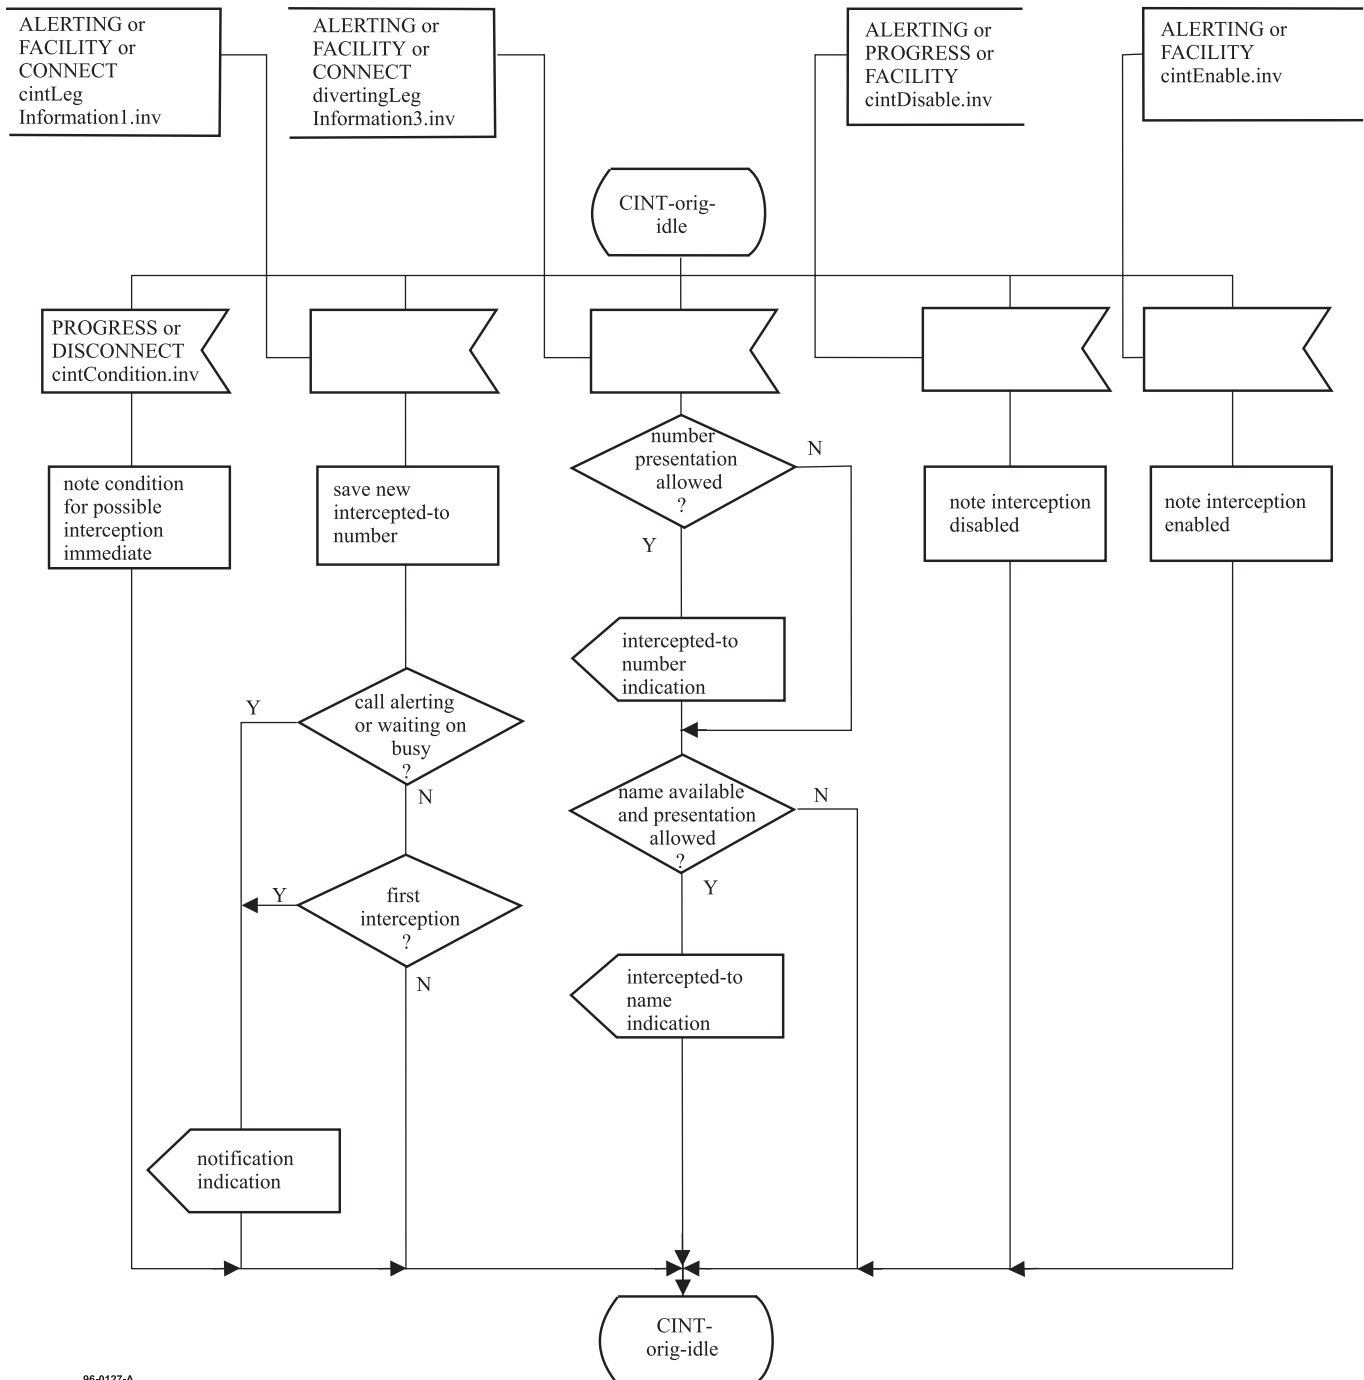 ALERTING or
FACILITY or
CONNECT
cintLeg
Information1.inv
ALERTING or
FACILITY or
CONNECT
divertingLeg
Information3.inv
ALERTING or
PROGRESS or
FACILITY
cintDisable.inv
ALERTING or
FACILITY
cintEnable.inv
CINT-orig-
idle
PROGRESS or
DISCONNECT
cintCondition.inv
note condition
for possible
interception
immediate
save new
intercepted-to
number
call alerting
or waiting on
busy
?
Y
N
first
interception
?
Y
N
notification
indication
number
presentation
allowed
?
N
Y
intercepted-to
number
indication
name available
and presentation
allowed
?
N
Y
intercepted-to
name
indication
note interception
disabled
note interception
enabled
CINT-
orig-idle
96-0127-A